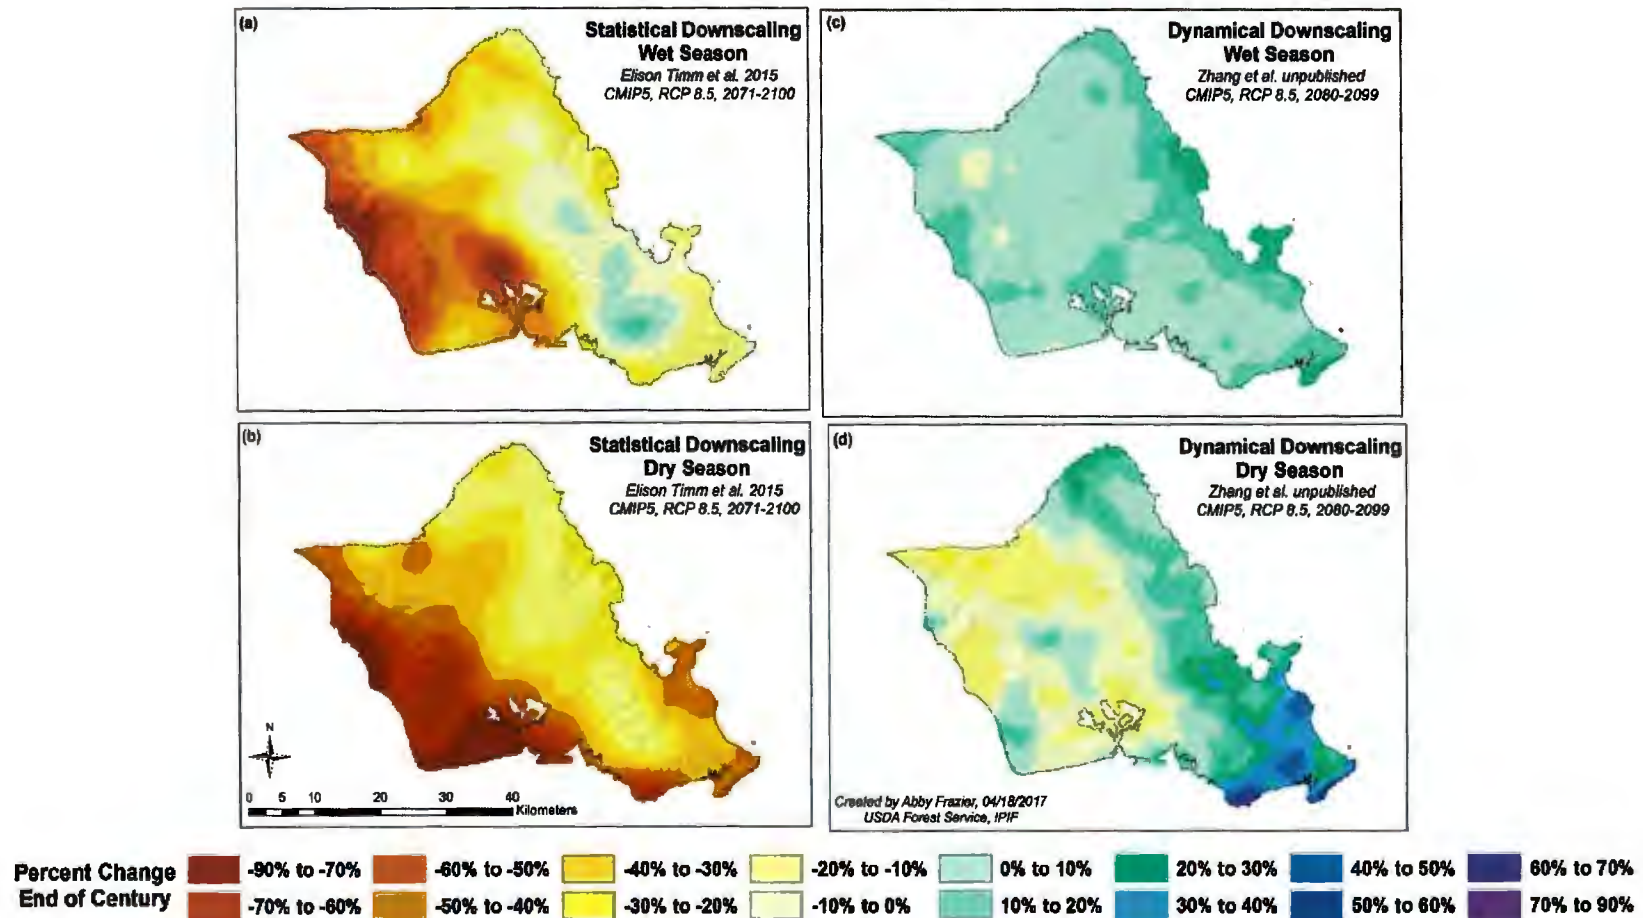 (a)
Statistical Downscaling
Wet Season
Elison Timm et al. 2015
CMIP5, RCP 8.5, 2071-2100
(c)
Dynamical Downscaling
Wet Season
Zhang et al. unpublished
CMIP5, RCP 8.5, 2080-2099
(b)
Statistical Downscaling
Dry Season
Elison Timm et al. 2015
CMIP5, RCP 8.5, 2071-2100
N
0 5 10 20 30 40
Kilometers
(d)
Dynamical Downscaling
Dry Season
Zhang et al. unpublished
CMIP5, RCP 8.5, 2080-2099
Created by Abby Frazier, 04/18/2017
USDA Forest Service, IPIF
Percent Change
End of Century
-90% to -70% -60% to -50% -40% to -30% -20% to -10% 0% to 10% 20% to 30% 40% to 50% 60% to 70%
-70% to -60% -50% to -40% -30% to -20% -10% to 0% 10% to 20% 30% to 40% 50% to 60% 70% to 90%